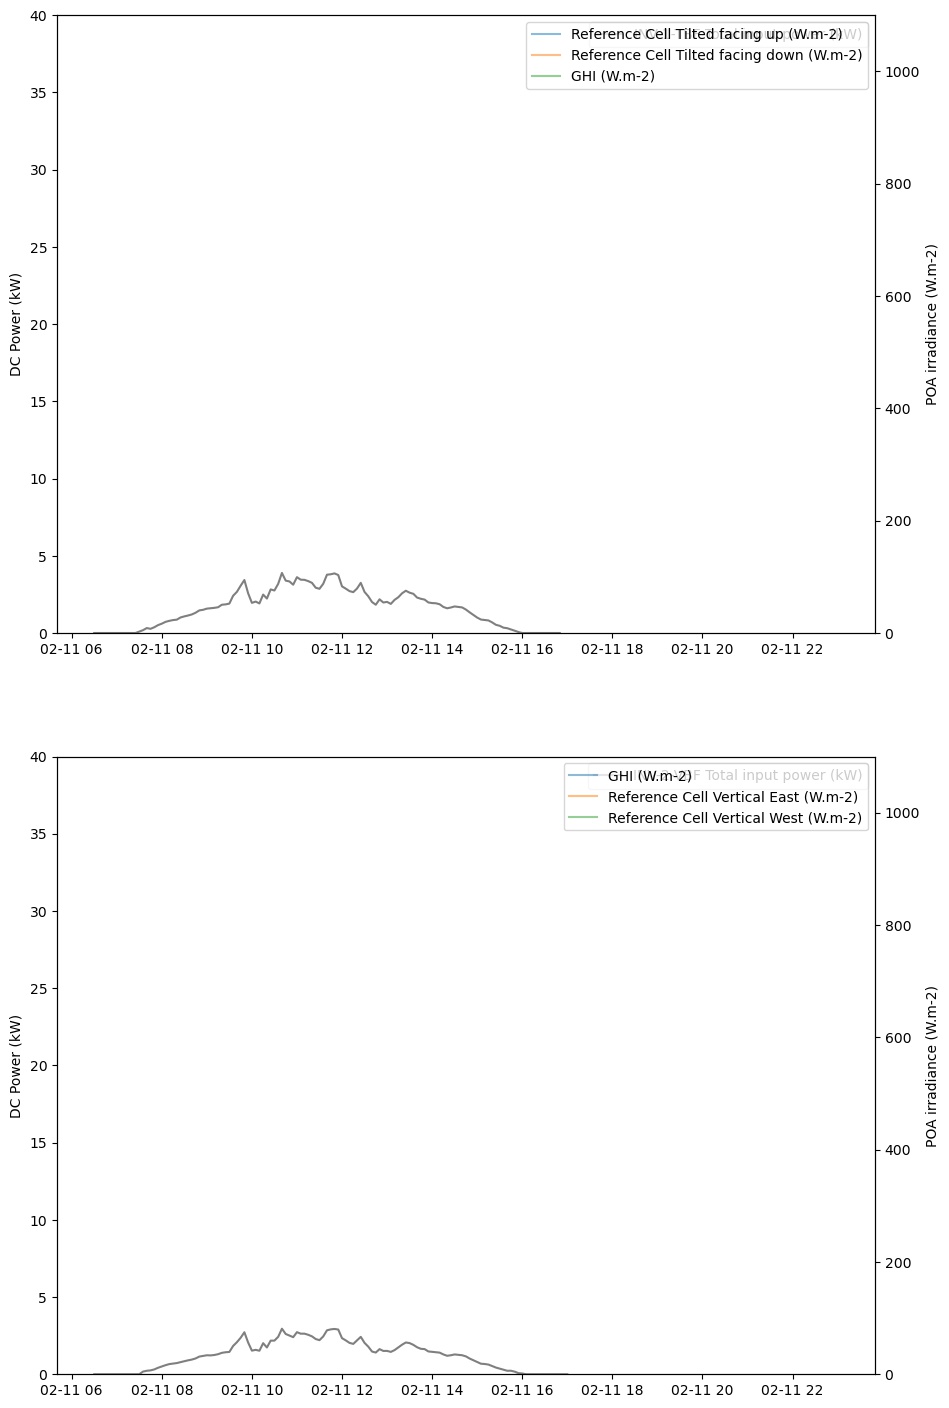 40
35
30
25
20
15
10
5
0
DC Power (kW)
Reference Cell Tilted facing up (W.m-2)
Reference Cell Tilted facing down (W.m-2)
GHI (W.m-2)
1000
800
600
400
200
0
POA irradiance (W.m-2)
02-11 06 02-11 08 02-11 10 02-11 12 02-11 14 02-11 16 02-11 18 02-11 20 02-11 22
40
35
30
25
20
15
10
5
0
DC Power (kW)
Total input power (kW)
GHI (W.m-2)
Reference Cell Vertical East (W.m-2)
Reference Cell Vertical West (W.m-2)
1000
800
600
400
200
0
POA irradiance (W.m-2)
02-11 06 02-11 08 02-11 10 02-11 12 02-11 14 02-11 16 02-11 18 02-11 20 02-11 22